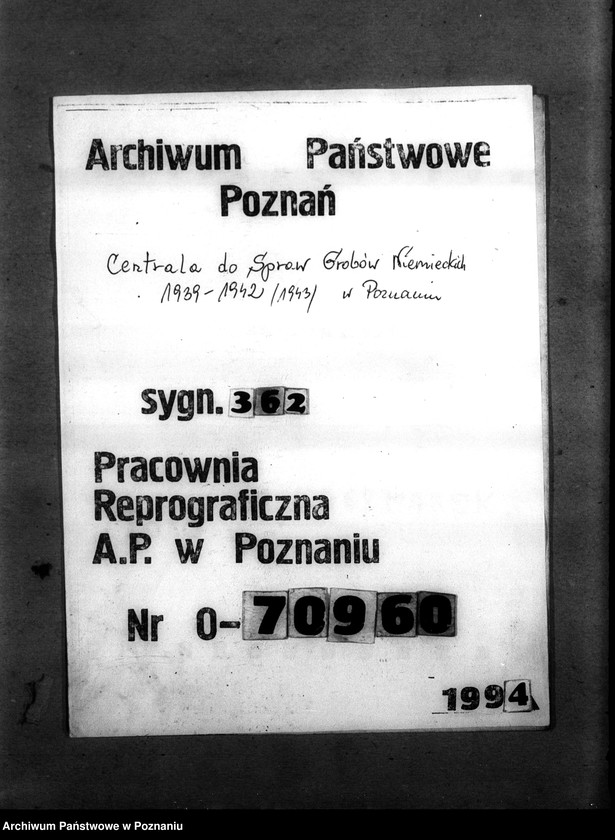 Archiwum Państwowe
Poznań
Centrala do Spraw Grobów Niemieckich
1939-1942 /1943/ w Poznaniu
sygn. 362
Pracownia
Reprograficzna
A.P. w Poznaniu
Nr O-70960
1994
Archiwum Państwowe w Poznaniu